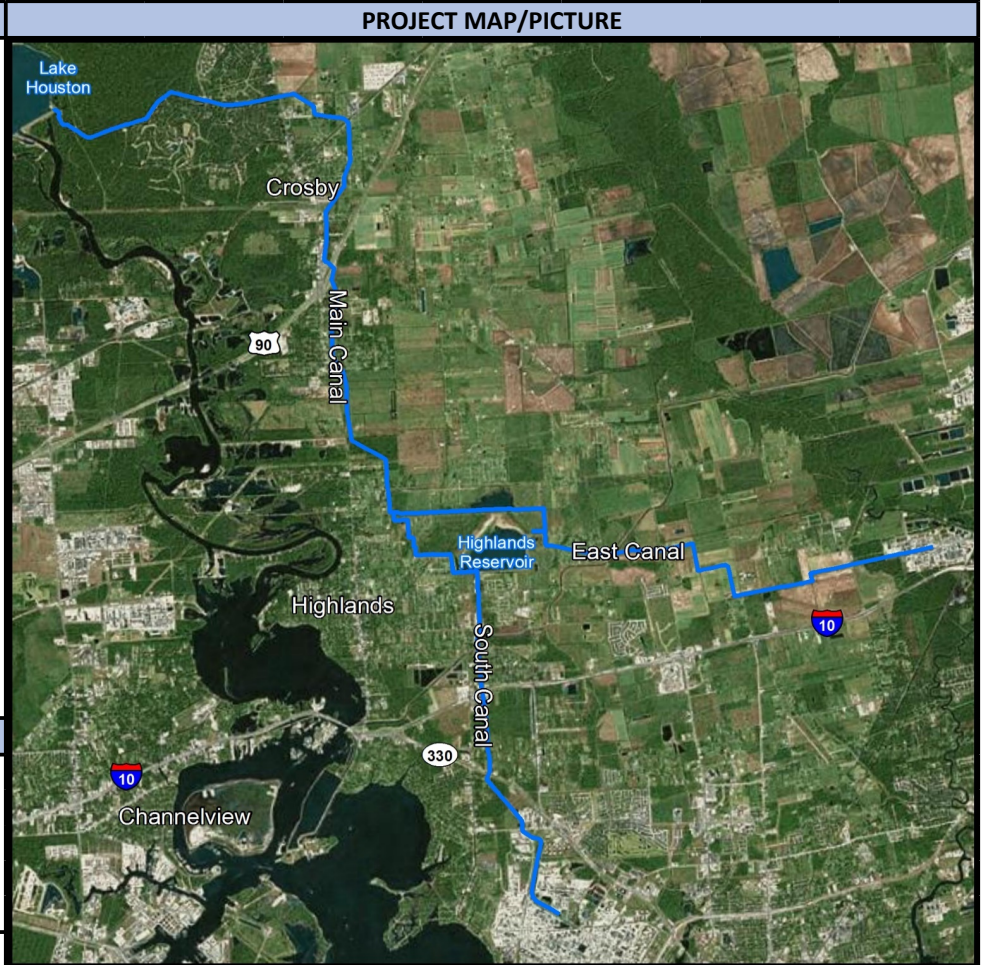 PROJECT MAP/PICTURE
Lake
Houston
Crosby
Main Canal
90
Highlands
Reservoir
East Canal
Highlands
10
South Canal
330
10
Channelview